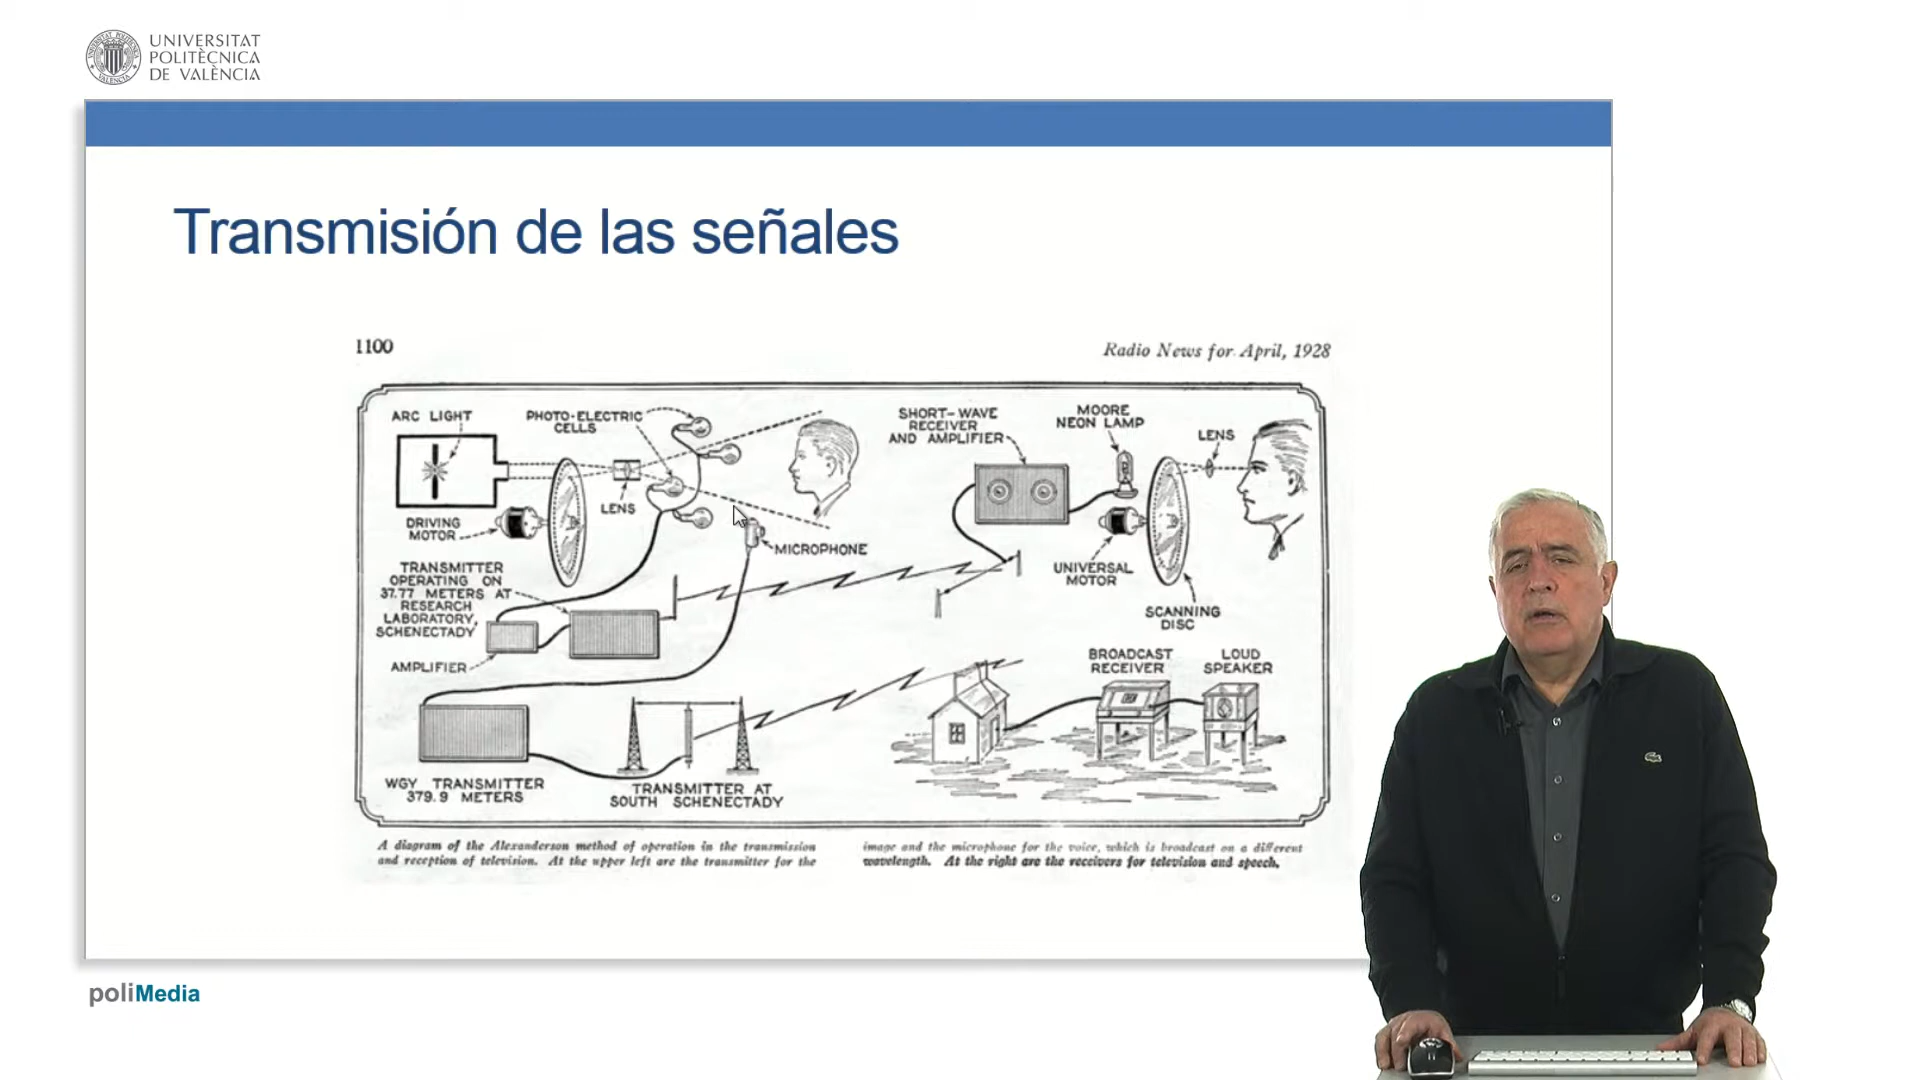 UNIVERSITAT
POLITÈCNICA
DE VALÈNCIA
Transmisión de las señales
1100
Radio News for April, 1928
ARC LIGHT
PHOTO-ELECTRIC
CELLS
LENS
DRIVING
MOTOR
MICROPHONE
TRANSMITTER
OPERATING ON
37.77 METERS AT
RESEARCH
LABORATORY,
SCHENECTADY
AMPLIFIER
WGY TRANSMITTER
379.9 METERS
TRANSMITTER AT
SOUTH SCHENECTADY
SHORT-WAVE
RECEIVER
AND AMPLIFIER
MOORE
NEON LAMP
LENS
UNIVERSAL
MOTOR
SCANNING
DISC
BROADCAST
RECEIVER
LOUD
SPEAKER
A diagram of the Alexanderson method of operation in the transmission
and reception of television. At the upper left are the transmitter for the
image and the microphone for the voice, which is broadcast on a different
wavelength. At the right are the receivers for television and speech.
poliMedia